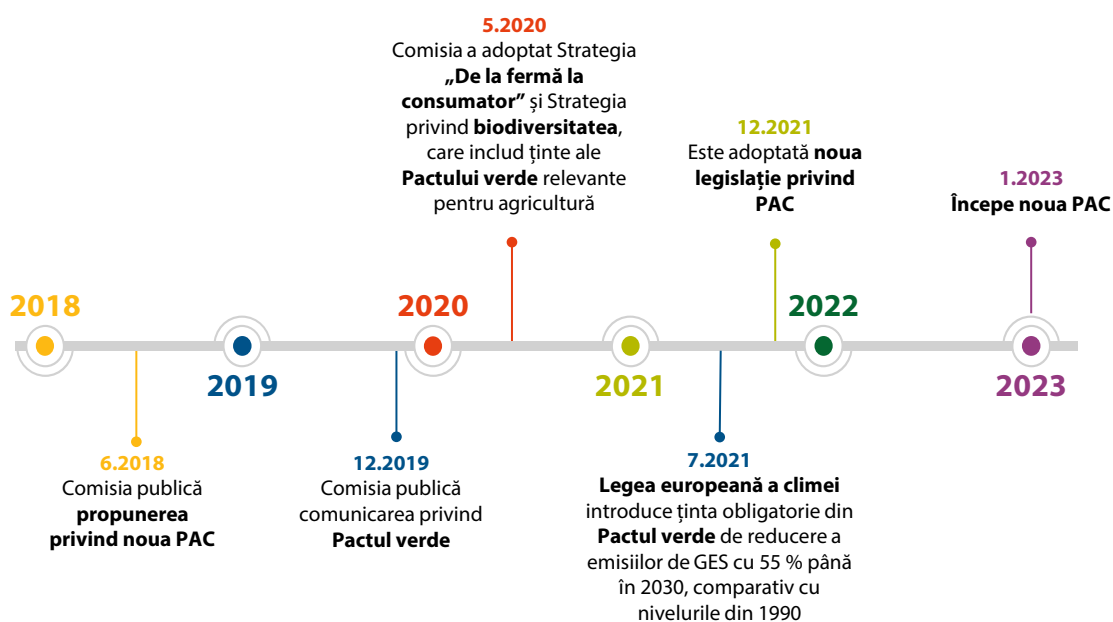 5.2020
Comisia a adoptat Strategia
„De la fermă la
consumator” și Strategia
privind biodiversitatea,
care includ ținte ale
Pactului verde relevante
pentru agricultură
12.2021
Este adoptată noua
legislație privind
PAC
1.2023
Începe noua PAC
2018
2019
2020
2021
2022
2023
6.2018
Comisia publică
propunerea
privind noua PAC
12.2019
Comisia publică
comunicarea privind
Pactul verde
7.2021
Legea europeană a climei
introduce ținta obligatorie din
Pactul verde de reducere a
emisiilor de GES cu 55 % până
în 2030, comparativ cu
nivelurile din 1990